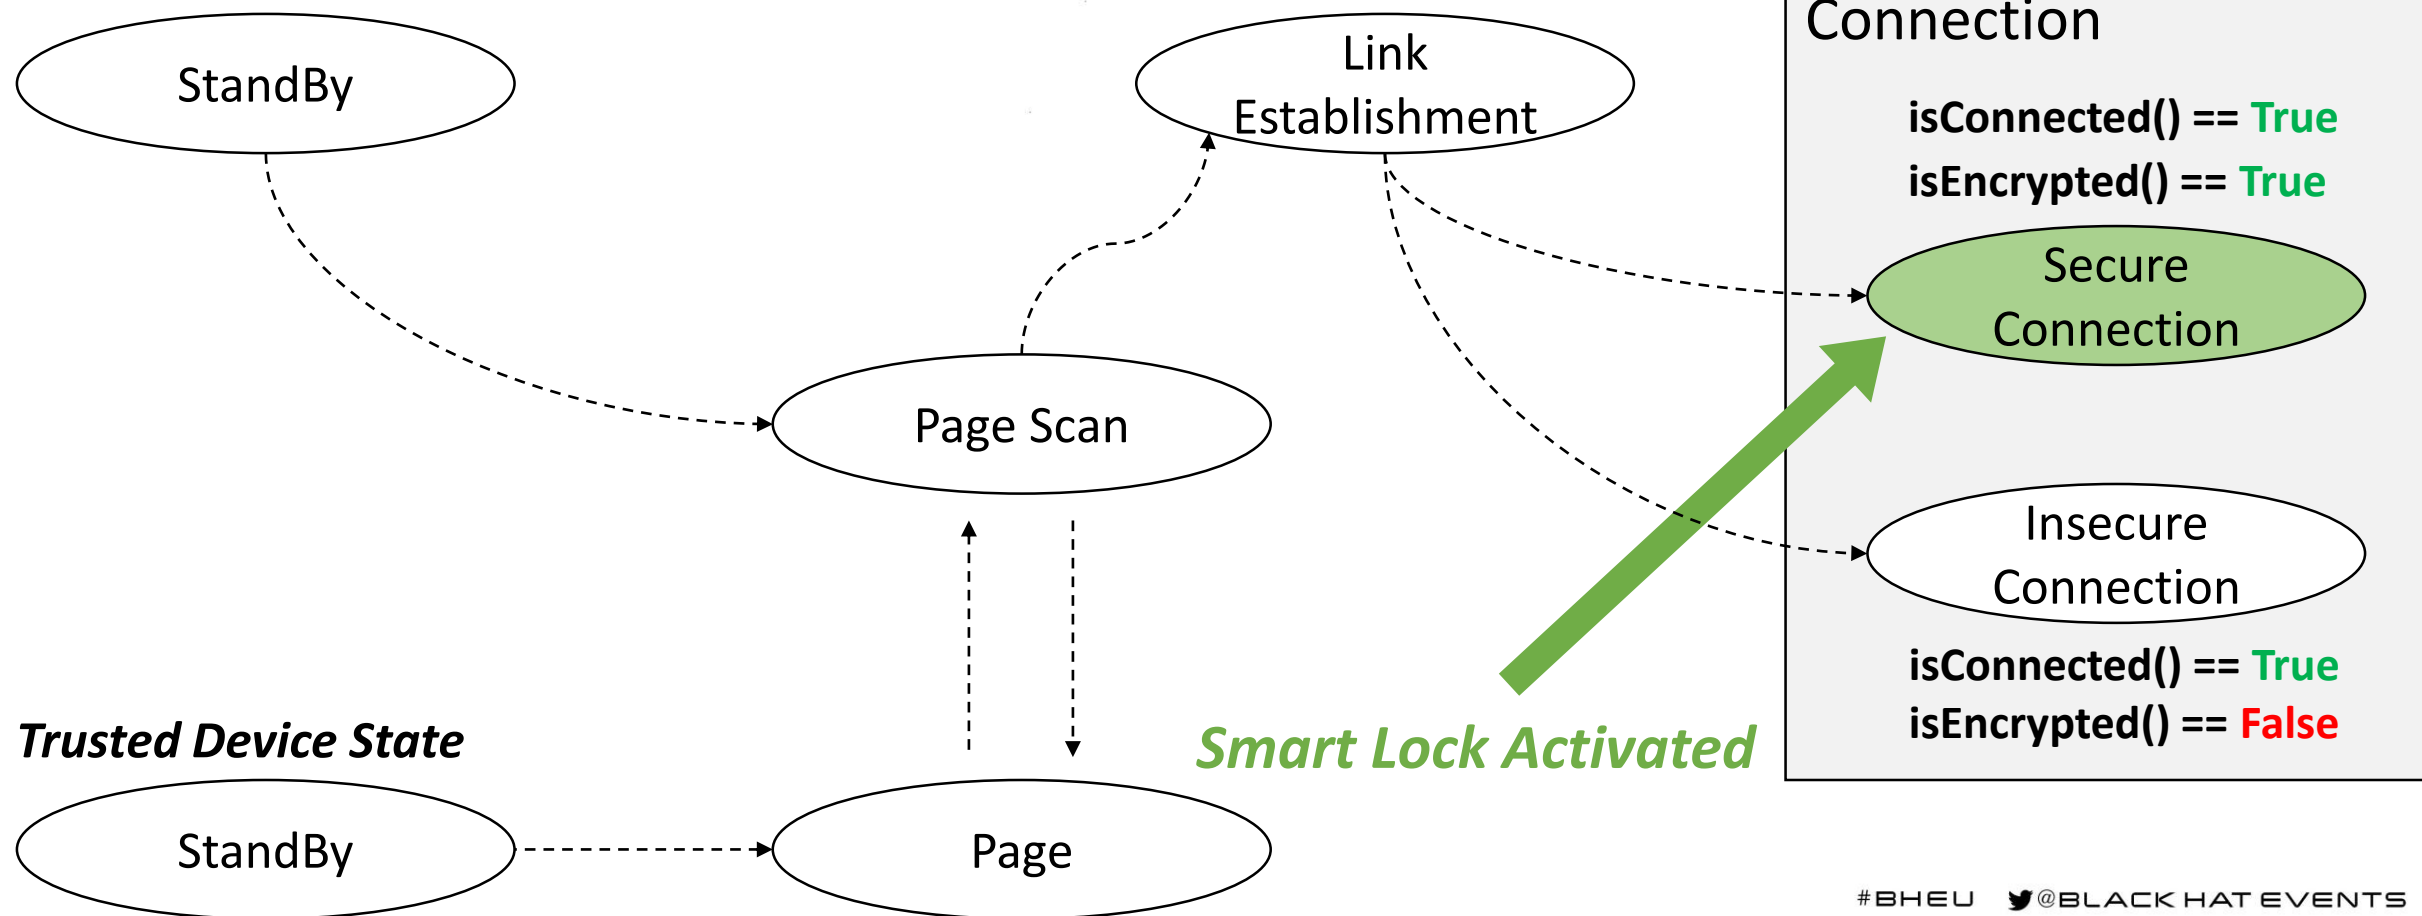 StandBy
Link
Establishment
Connection
isConnected() == True
isEncrypted() == True
Secure
Connection
Page Scan
Insecure
Connection
isConnected() == True
isEncrypted() == False
Trusted Device State
Smart Lock Activated
StandBy
Page
#BHEU @BLACK HAT EVENTS